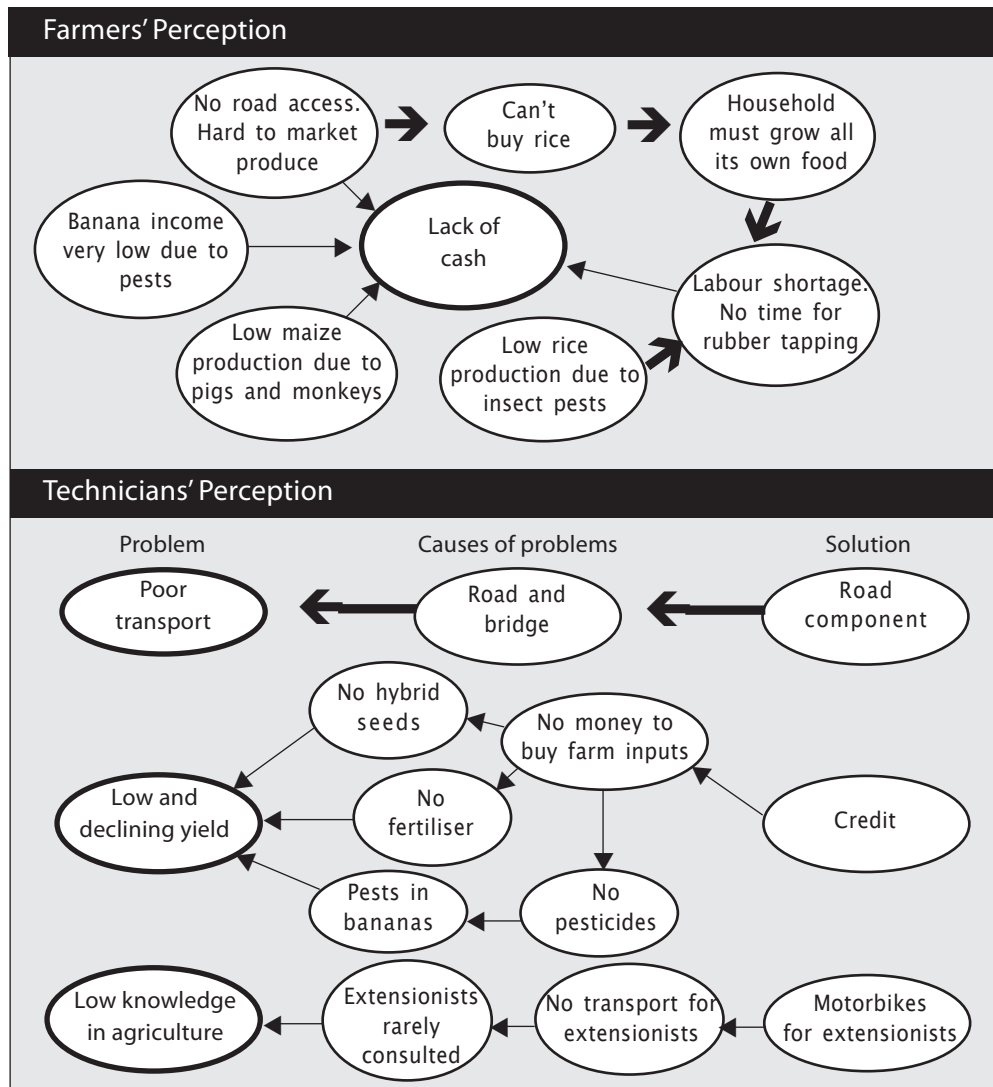 Farmers' Perception
No road access.
Hard to market
produce
Can't
buy rice
Household
must grow all
its own food
Banana income
very low due to
pests
Lack of
cash
Labour shortage.
No time for
rubber tapping
Low maize
production due to
pigs and monkeys
Low rice
production due to
insect pests
Technicians' Perception
Problem
Causes of problems
Solution
Poor
transport
Road and
bridge
Road
component
No hybrid
seeds
No money to
buy farm inputs
Low and
declining yield
No
fertiliser
Credit
Pests in
bananas
No
pesticides
Low knowledge
in agriculture
Extensionists
rarely
consulted
No transport for
extensionists
Motorbikes
for extensionists